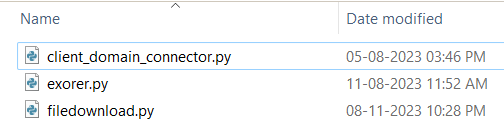 Name Date modified
client_domain_connector.py 05-08-2023 03:46 PM
exorer.py 11-08-2023 11:52 AM
filedownload.py 08-11-2023 10:28 PM